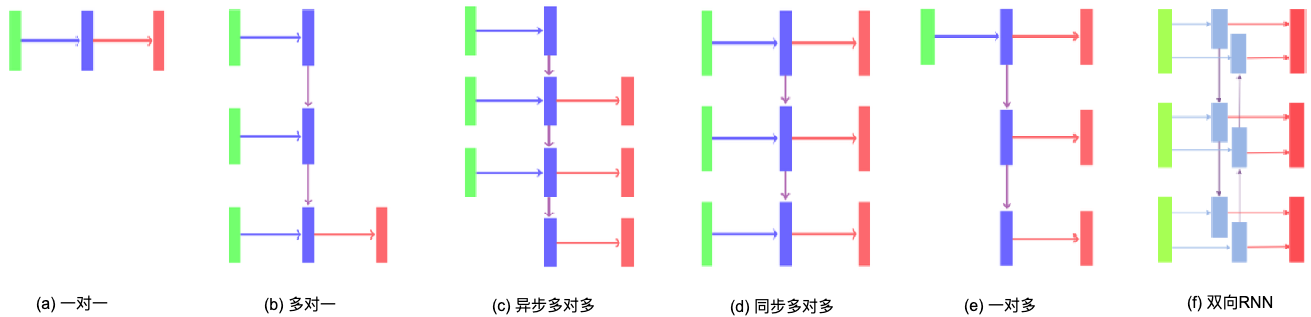 (a) 一对一
(b) 多对一
(c) 异步多对多
(d) 同步多对多
(e) 一对多
(f) 双向RNN